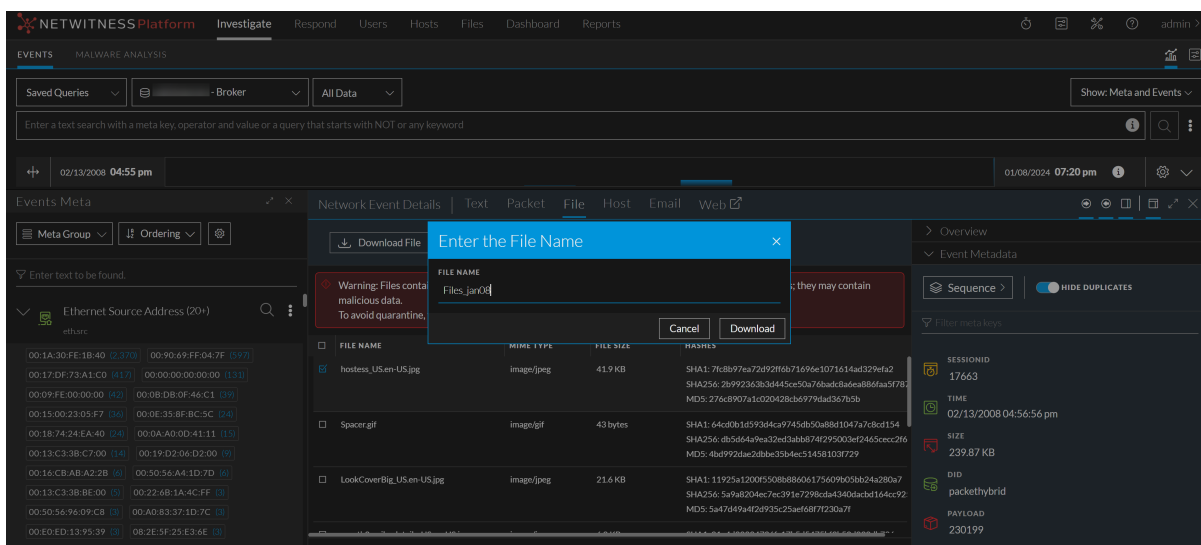 NETWITNESS Platform Investigate Respond Users Hosts Files Dashboard Reports admin >
EVENTS MALWARE ANALYSIS
Saved Queries - Broker All Data Show: Meta and Events
Enter a text search with a meta key, operator and value or a query that starts with NOT or any keyword
02/13/2008 04:55 pm 01/08/2024 07:20 pm
Events Meta Network Event Details Text Packet File Host Email Web
Meta Group Ordering Download File Enter the File Name Overview
Event Metadata
Enter text to be found. FILE NAME
Warning: Files conta ; they may contain Sequence > HIDE DUPLICATES
Files_jan08
malicious data.
To avoid quarantine,
Ethernet Source Address (20+)
eth.src
Cancel Download
Filter meta keys
FILE NAME MIME TYPE FILE SIZE HASHES
00:1A:30:FE:1B:40 (2,370) 00:90:69:FF:04:7F (597)
00:17:DF:73:A1:C0 (417) 00:00:00:00:00:00 (131)
00:09:FE:00:00:00 (42) 00:0B:DB:0F:46:C1 (39)
00:15:00:23:05:F7 (36) 00:0E:35:8F:BC:5C (24)
00:18:74:24:EA:40 (24) 00:0A:A0:0D:41:11 (15)
00:13:C3:3B:C7:00 (14) 00:19:D2:06:D2:00 (9)
00:16:CB:AB:A2:2B (6) 00:50:56:A4:1D:7D (6)
00:13:C3:3B:BE:00 (5) 00:22:6B:1A:4C:FF (3)
00:50:56:96:09:C8 (3) 00:A0:83:37:1D:7C (3)
00:E0:ED:13:95:39 (3) 08:2E:5F:25:E3:6E (3)
hostess_US.en-US.jpg image/jpeg 41.9 KB SHA1: 7fc8b97ea72d92ff6b71696e1071614ad329efa2
SHA256: 2b992363b3d445ce50a76badc8a6ea886faa5f787
MD5: 276c8907a1c020428cb6979dad367b5b
Spacer.gif image/gif 43 bytes SHA1: 64cd0b1d593d4ca9745db50a88d1047a7c8cd154
SHA256: db5d64a9ea32ed3abb874f295003ef2465cecc2f6
MD5: 4bd992dae2dbbe35b4ec51458103f729
LookCoverBig_US.en-US.jpg image/jpeg 21.6 KB SHA1: 11925a1200f5508b88606175609b05bb24a280a7
SHA256: 5a9a8204ec7ec391e7298cda4340dacbd164cc92
MD5: 5a47d49a4f2d935c25aef68f7f230a7f
SESSIONID
17663
TIME
02/13/2008 04:56:56 pm
SIZE
239.87 KB
DID
packethybrid
PAYLOAD
230199